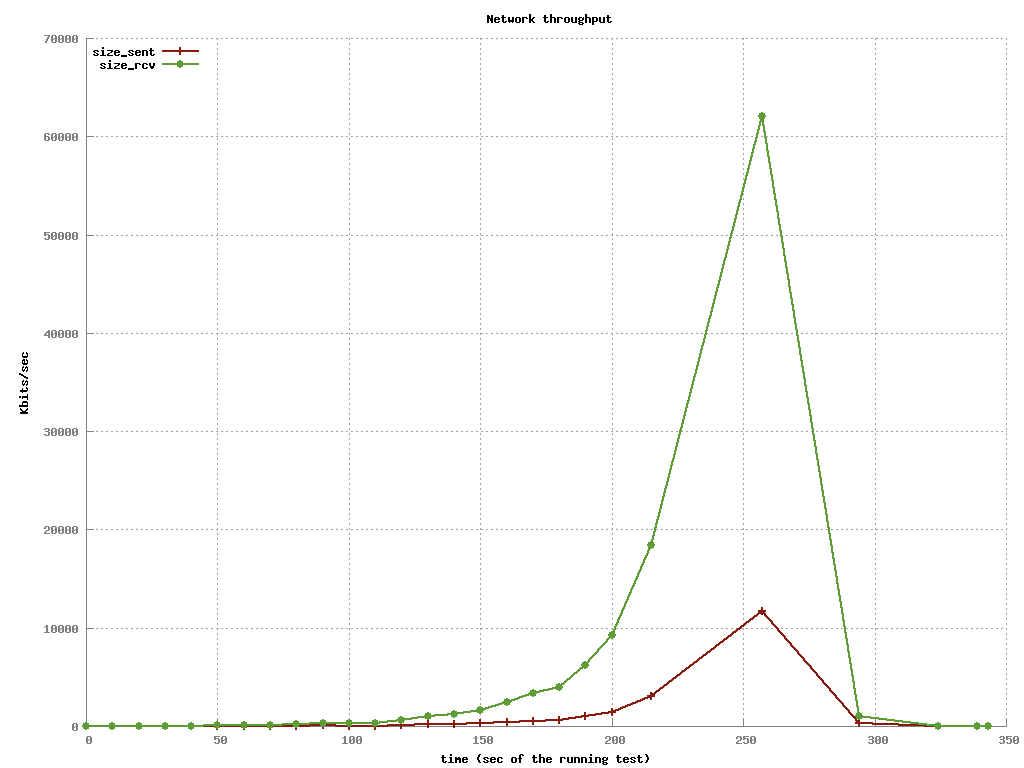 Network throughput
70000
size_sent
size_rcv
60000
50000
40000
Kbits/sec
30000
20000
10000
0
0 50 100 150 200 250 300 350
time (sec of the running test)